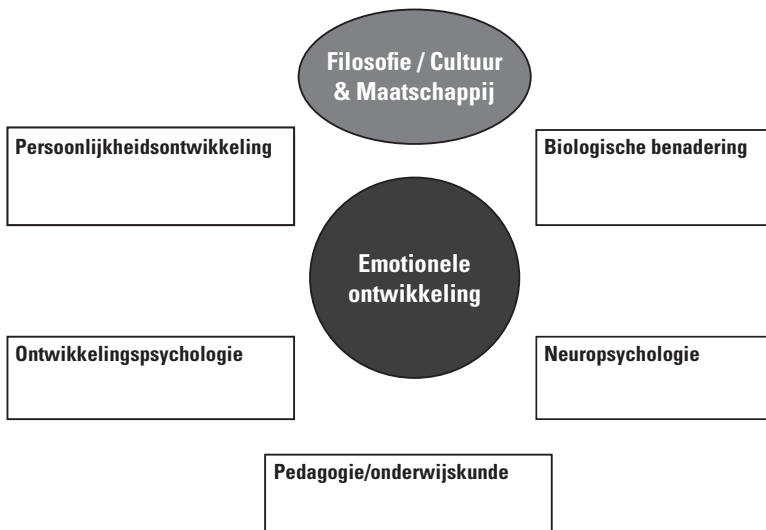 Filosofie / Cultuur
& Maatschappij
Persoonlijkheidsontwikkeling
Biologische benadering
Emotionele
ontwikkeling
Ontwikkelingspsychologie
Neuropsychologie
Pedagogie/onderwijskunde